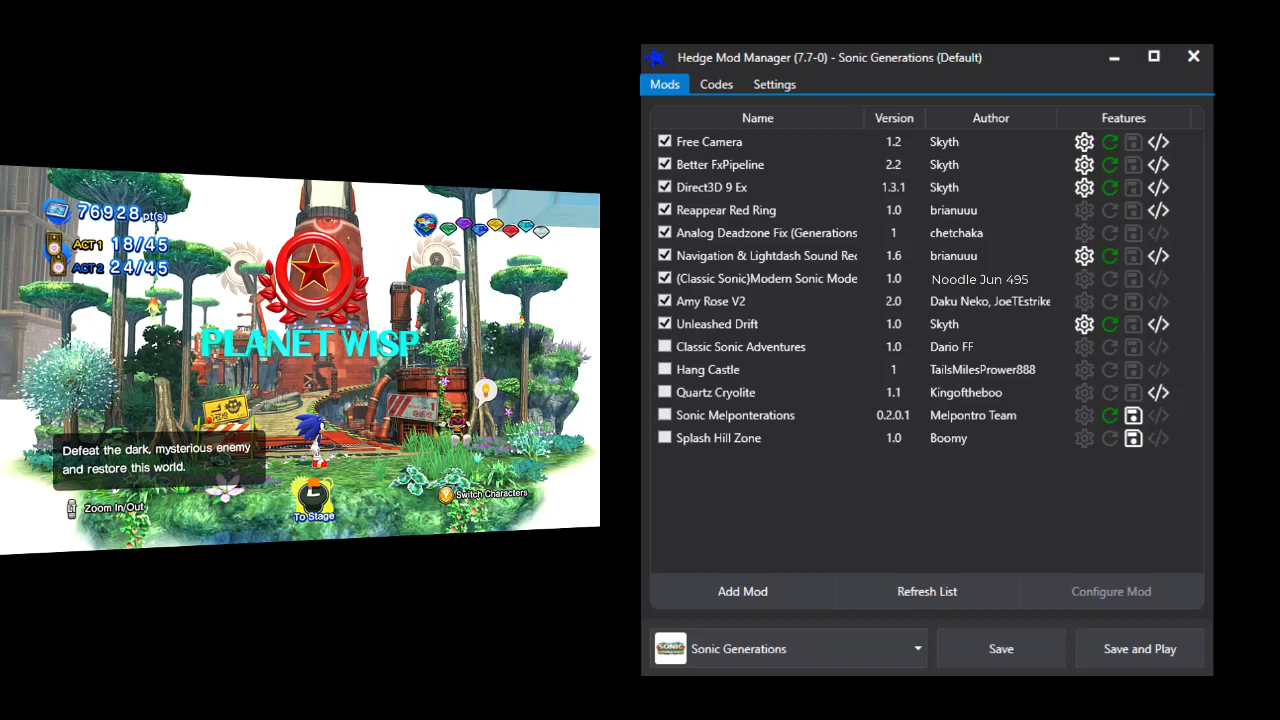 76928 pt(s)
ACT 1 18/45
ACT 2 24/45
PLANET WISP
Defeat the dark, mysterious enemy
and restore this world.
LT Zoom In/Out
L
To Stage
Y Switch Characters
Hedge Mod Manager (7.7-0) - Sonic Generations (Default)
Mods Codes Settings
Name Version Author Features
Free Camera 1.2 Skyth
Better FxPipeline 2.2 Skyth
Direct3D 9 Ex 1.3.1 Skyth
Reappear Red Ring 1.0 brianuuu
Analog Deadzone Fix (Generations 1 chetchaka
Navigation & Lightdash Sound Rec 1.6 brianuuu
(Classic Sonic)Modern Sonic Mode 1.0 Noodle Jun 495
Amy Rose V2 2.0 Daku Neko, JoeTEstrike
Unleashed Drift 1.0 Skyth
Classic Sonic Adventures 1.0 Dario FF
Hang Castle 1 TailsMilesPrower888
Quartz Cryolite 1.1 Kingoftheboo
Sonic Melponterations 0.2.0.1 Melpontro Team
Splash Hill Zone 1.0 Boomy
Add Mod Refresh List Configure Mod
Sonic Generations Save Save and Play